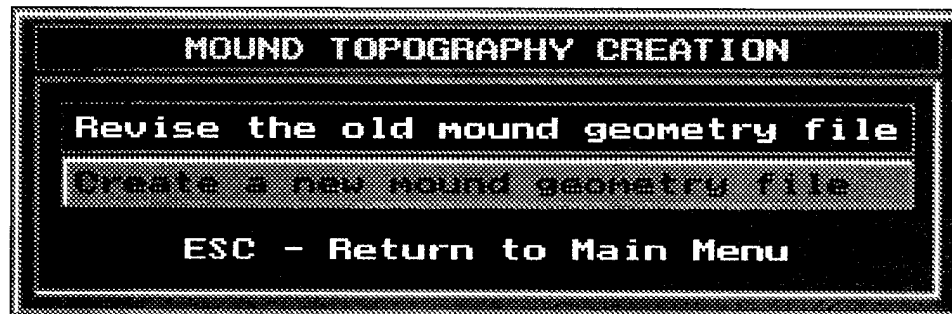 MOUND TOPOGRAPHY CREATION
Revise the old mound geometry file
Create a new mound geometry file
ESC - Return to Main Menu